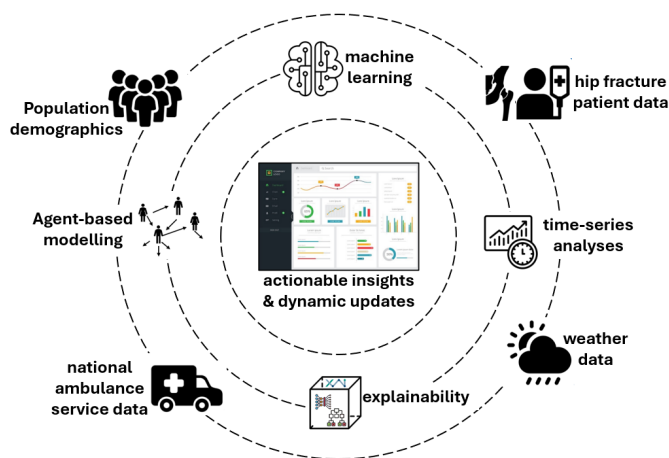 machine
learning
hip fracture
patient data
Population
demographics
Agent-based
modelling
time-series
analyses
actionable insights
& dynamic updates
weather
data
national
ambulance
service data
explainability